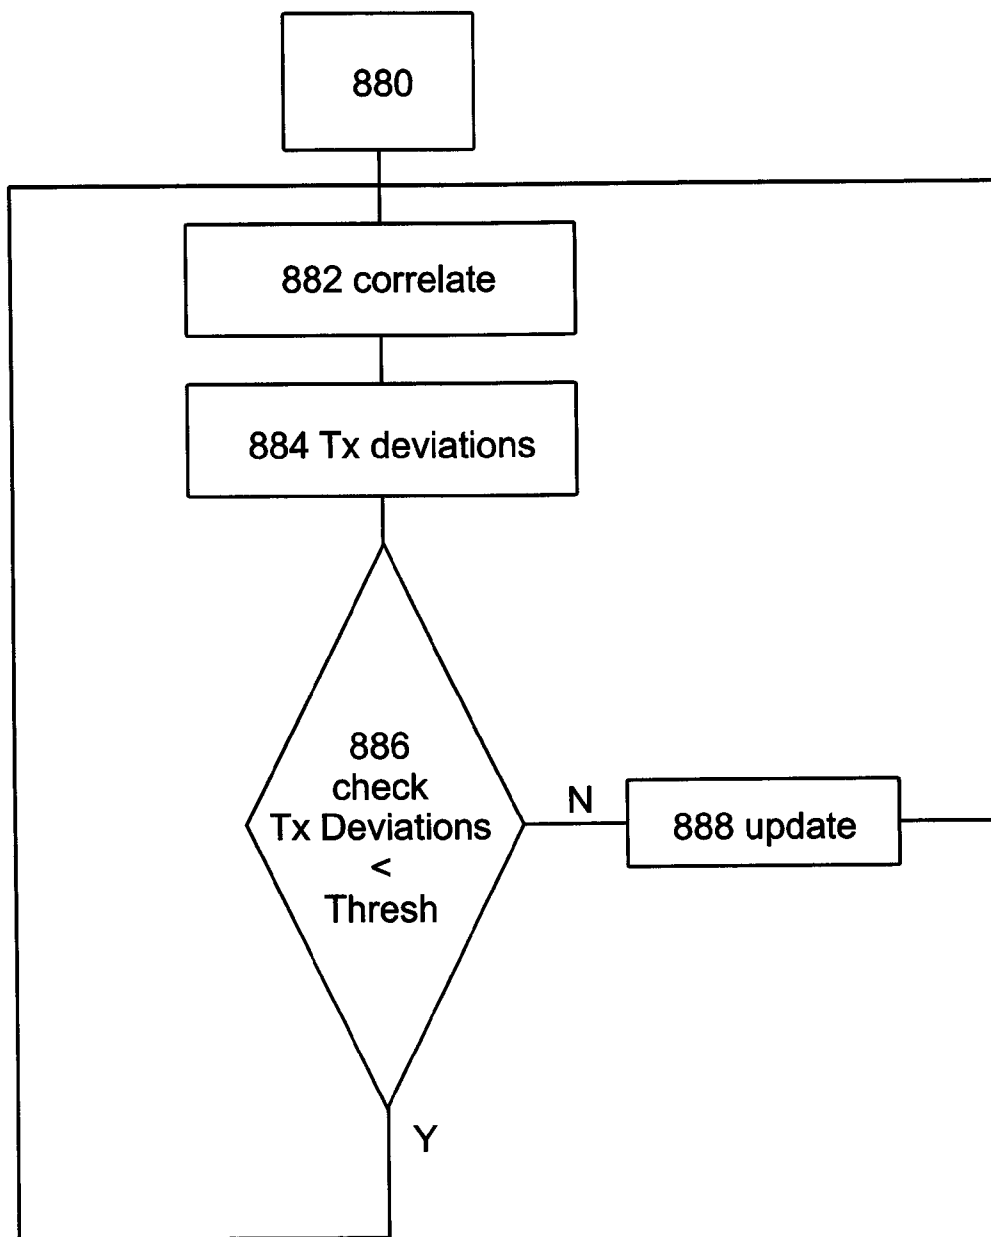 880
882 correlate
884 Tx deviations
886
check
Tx Deviations
<
Thresh
N
888 update
Y